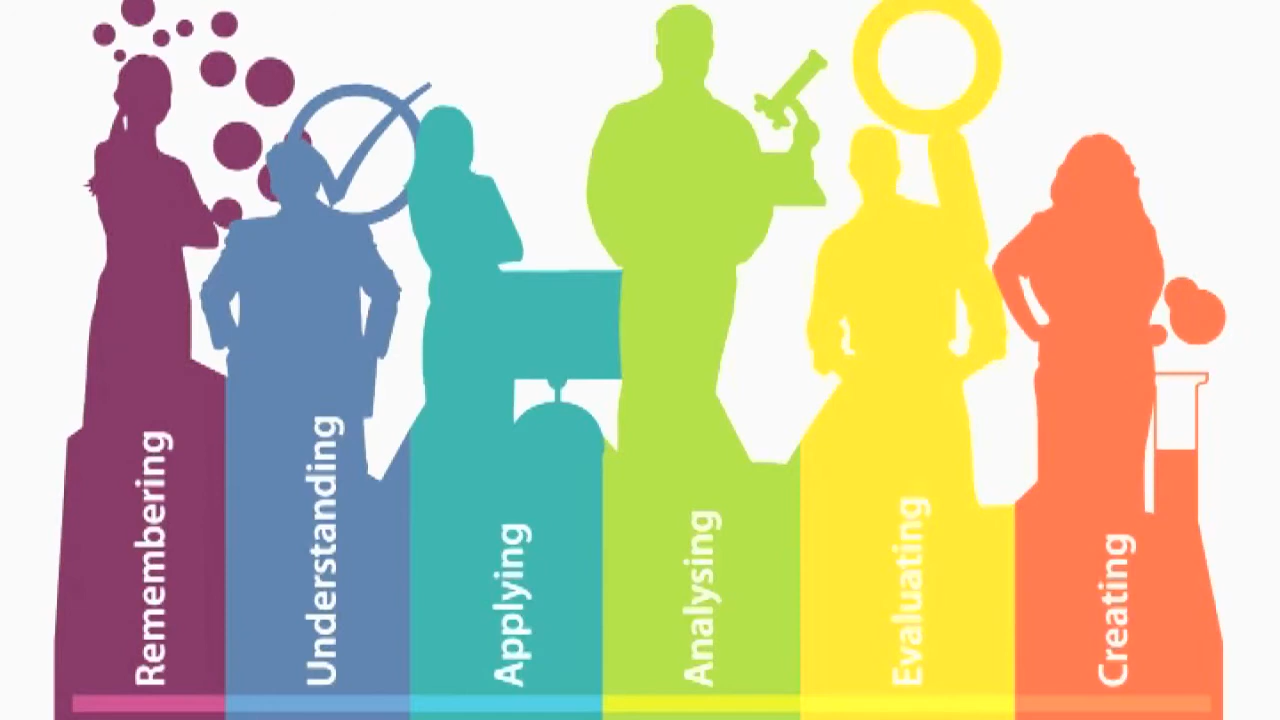 Remembering
Understanding
Applying
Analysing
Evaluating
Creating